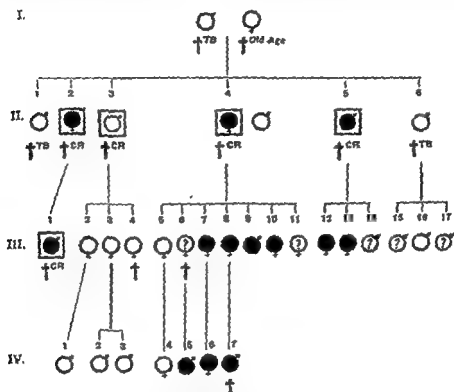 I.
†TB †Old-Age
1 2 3 4 5 6
II.
†TB †CR †CR †CR †CR †TB
1 2 3 4 5 6 7 8 9 10 11 12 13 14 15 16 17
III. ? ? ? ? ?
†CR † †
1 2 3 4 5 6 7
IV.
†